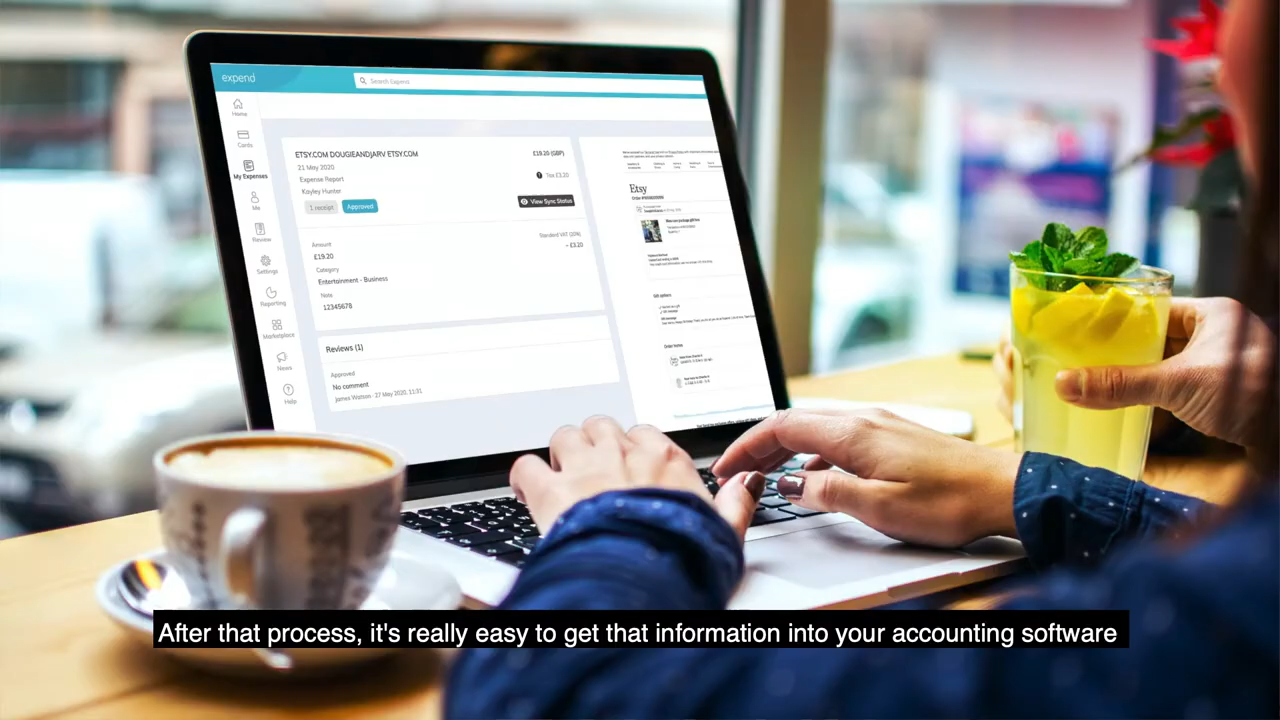 expend
Search Expend
Home
Cards
My Expenses
Me
Review
Settings
Reporting
Marketplace
News
Help
ETSY.COM DOUGIEANDJARV ETSY.COM
£19.20 (GBP)
21 May 2020
Tax £3.20
Expense Report
Kayley Hunter
1 receipt
Approved
View Sync Status
Amount
Standard VAT (20%)
£19.20
- £3.20
Category
Entertainment - Business
Note
12345678
Reviews (1)
Approved
No comment
James Watson · 27 May 2020, 11:31
Etsy
Gift options
Order items
After that process, it's really easy to get that information into your accounting software